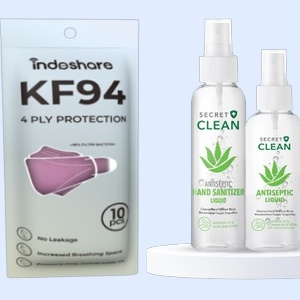 indoshare
KF94
4 PLY PROTECTION
10
pcs
No Leakage
Increased Breathing Space
SECRET
CLEAN
ANTISEPTIC
HAND SANITIZER
LIQUID
SECRET
CLEAN
ANTISEPTIC
LIQUID